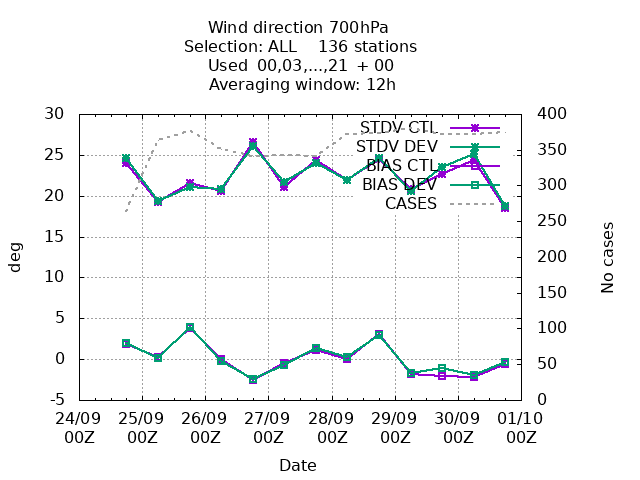 Wind direction 700hPa
Selection: ALL    136 stations
Used  00,03,...,21  + 00
Averaging window: 12h
30
25
20
15
10
5
0
-5
deg
400
350
300
250
200
150
100
50
0
No cases
STDV CTL
STDV DEV
BIAS CTL
BIAS DEV
CASES
24/09 25/09 26/09 27/09 28/09 29/09 30/09 01/10
00Z 00Z 00Z 00Z 00Z 00Z 00Z 00Z
Date